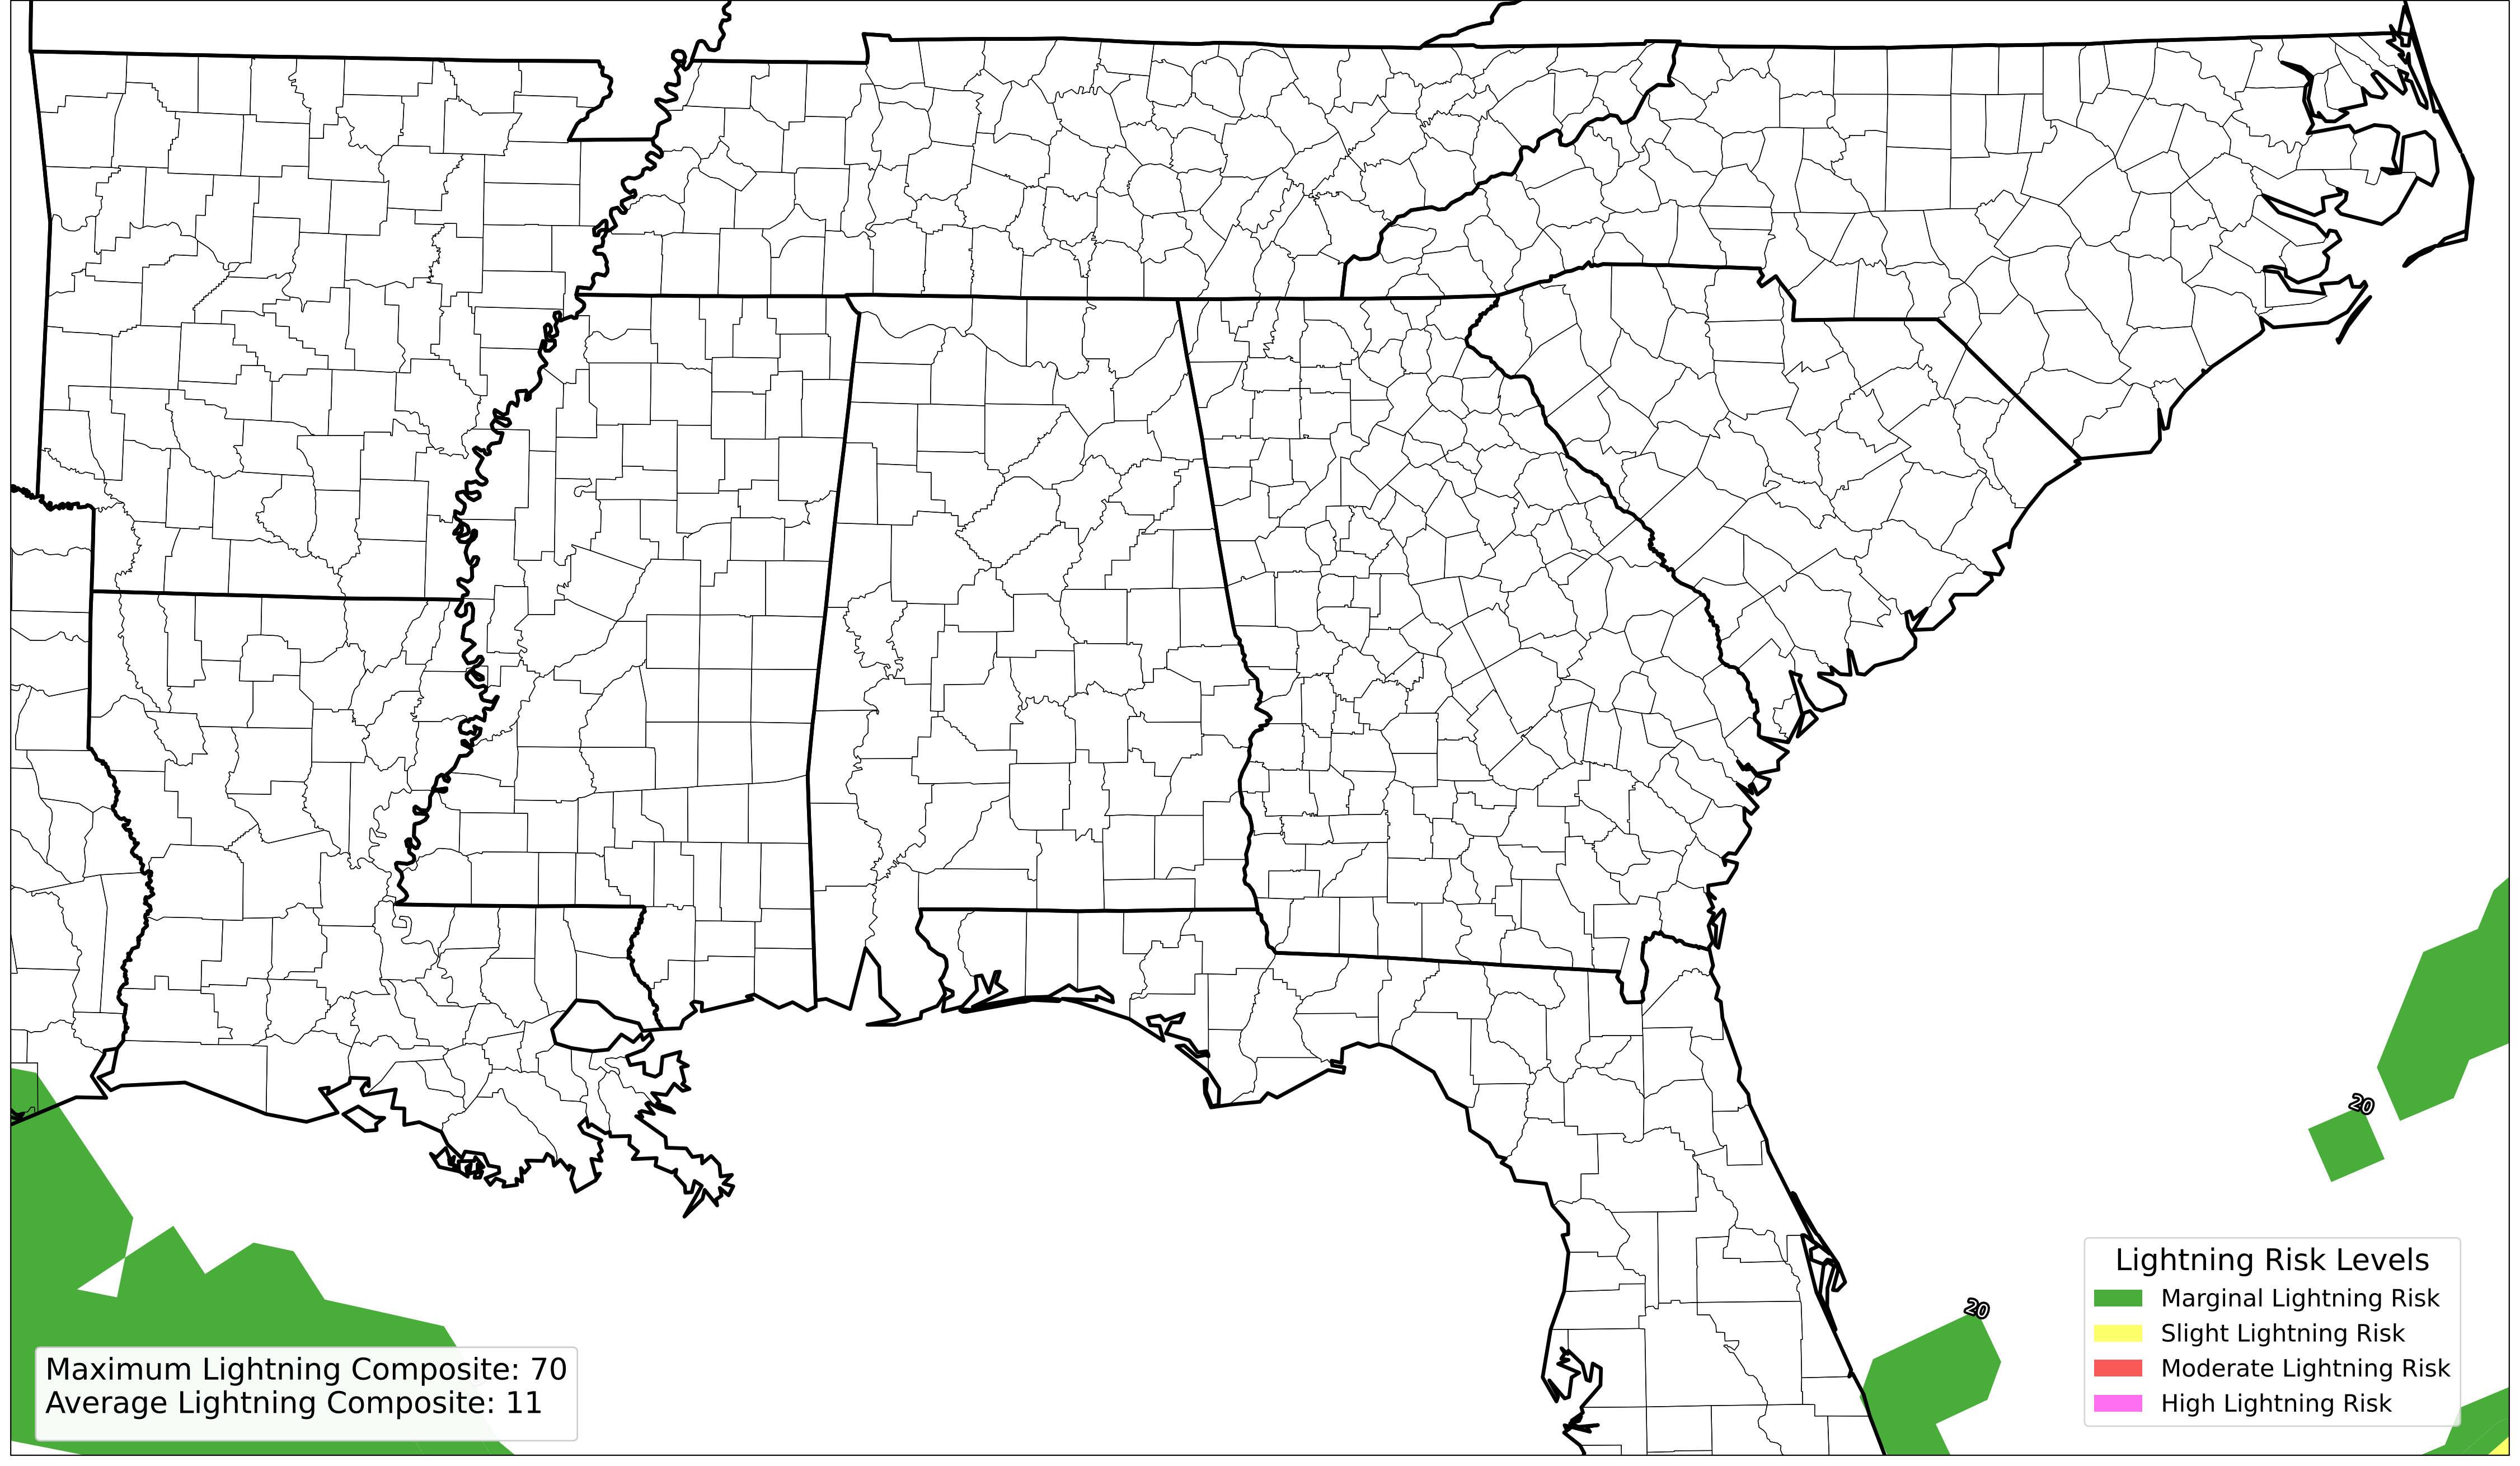 20
20
Lightning Risk Levels
Marginal Lightning Risk
Slight Lightning Risk
Moderate Lightning Risk
High Lightning Risk
Maximum Lightning Composite: 70
Average Lightning Composite: 11